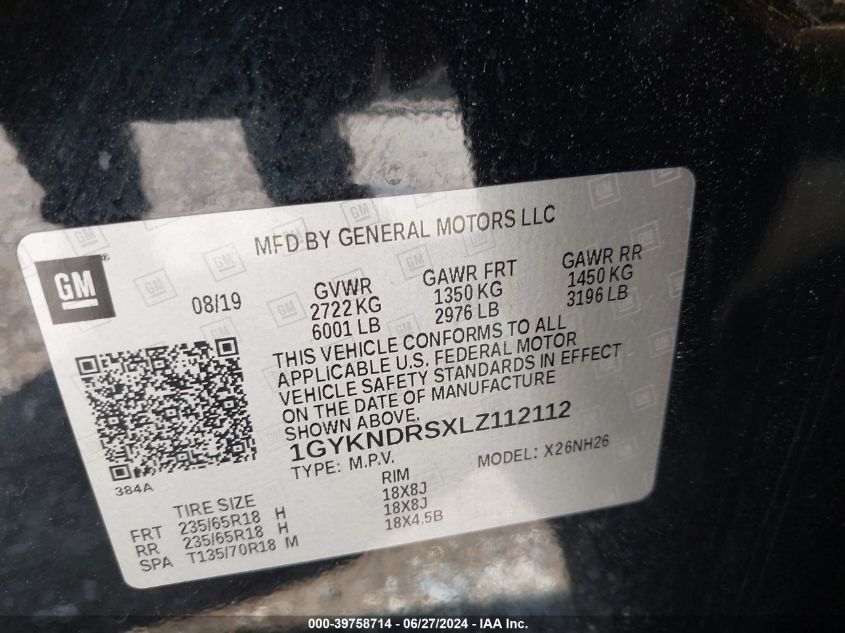 MFD BY GENERAL MOTORS LLC
GM®
08/19
GVWR GAWR FRT GAWR RR
2722 KG 1350 KG 1450 KG
6001 LB 2976 LB 3196 LB
THIS VEHICLE CONFORMS TO ALL
APPLICABLE U.S. FEDERAL MOTOR
VEHICLE SAFETY STANDARDS IN EFFECT
ON THE DATE OF MANUFACTURE
SHOWN ABOVE.
1GYKNDRSXLZ112112
TYPE: M.P.V. MODEL: X26NH26
384A
TIRE SIZE RIM
FRT 235/65R18 H 18X8J
RR 235/65R18 H 18X8J
SPA T135/70R18 M 18X4.5B
000-39758714 - 06/27/2024 - IAAI.com.